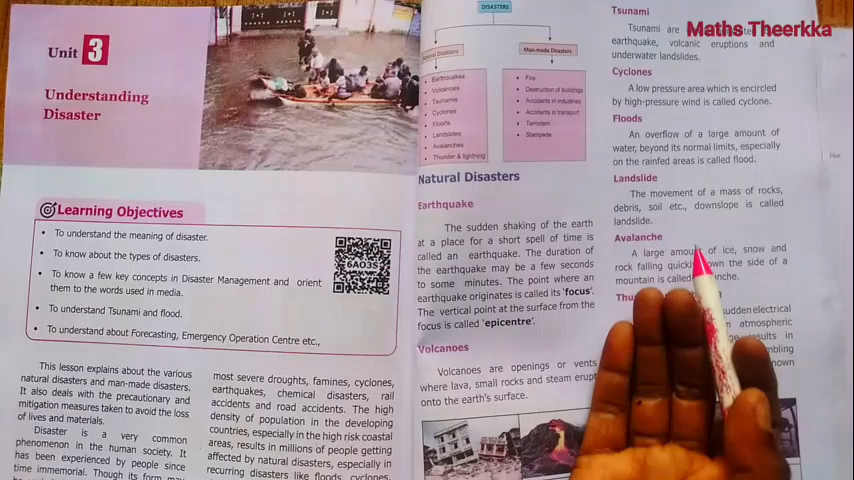 Unit 3
Understanding
Disaster
Learning Objectives
• To understand the meaning of disaster.
• To know about the types of disasters.
• To know a few key concepts in Disaster Management and orient
them to the words used in media.
• To understand Tsunami and flood.
• To understand about Forecasting, Emergency Operation Centre etc.,
6A03S
This lesson explains about the various
natural disasters and man-made disasters.
It also deals with the precautionary and
mitigation measures taken to avoid the loss
of lives and materials.
Disaster is a very common
phenomenon in the human society. It
has been experienced by people since
time immemorial. Though its form may
most severe droughts, famines, cyclones,
earthquakes, chemical disasters, rail
accidents and road accidents. The high
density of population in the developing
countries, especially in the high risk coastal
areas, results in millions of people getting
affected by natural disasters, especially in
recurring disasters like floods, cyclones,
DISASTERS
Natural Disasters
• Earthquakes
• Volcanoes
• Tsunamis
• Cyclones
• Floods
• Landslides
• Avalanches
• Thunder & lightning
Man-made Disasters
• Fire
• Destruction of buildings
• Accidents in industries
• Accidents in transport
• Terrorism
• Stampede
Natural Disasters
Earthquake
The sudden shaking of the earth
at a place for a short spell of time is
called an earthquake. The duration of
the earthquake may be a few seconds
to some minutes. The point where an
earthquake originates is called its 'focus'.
The vertical point at the surface from the
focus is called 'epicentre'.
Volcanoes
Volcanoes are openings or vents
where lava, small rocks and steam erupt
onto the earth's surface.
Tsunami
Tsunami are
earthquake, volcanic eruptions and
underwater landslides.
Maths Theerkka
Cyclones
A low pressure area which is encircled
by high-pressure wind is called cyclone.
Floods
An overflow of a large amount of
water, beyond its normal limits, especially
on the rainfed areas is called flood.
Landslide
The movement of a mass of rocks,
debris, soil etc., downslope is called
landslide.
Avalanche
A large amount of ice, snow and
rock falling quickly down the side of a
mountain is called
sudden electrical
atmospheric
results in